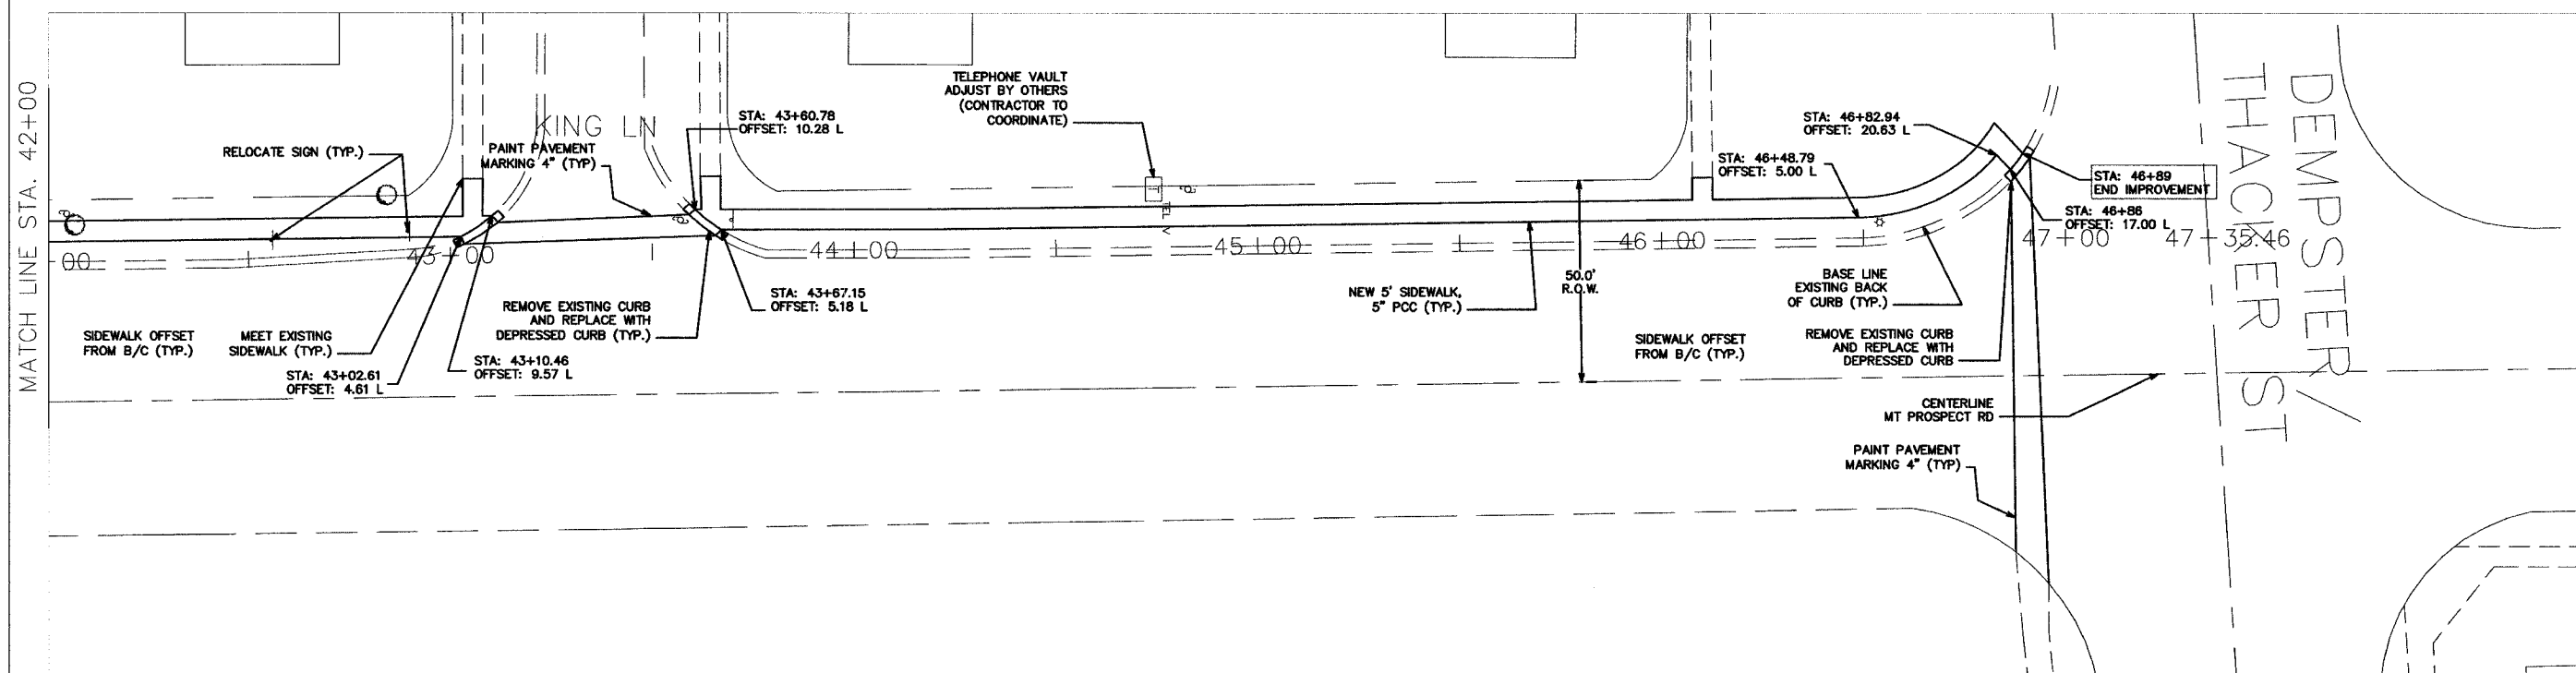 MATCH LINE STA. 42+00
RELOCATE SIGN (TYP.)
KING LN
PAINT PAVEMENT
MARKING 4" (TYP)
STA: 43+60.78
OFFSET: 10.28 L
TELEPHONE VAULT
ADJUST BY OTHERS
(CONTRACTOR TO
COORDINATE)
T
TEL
V
STA: 46+82.94
OFFSET: 20.63 L
STA: 46+48.79
OFFSET: 5.00 L
STA: 46+89
END IMPROVEMENT
STA: 46+86
OFFSET: 17.00 L
DEMPSTER/
THACKER ST
00
43+00
44+00
45+00
46+00
47+00
47+35.46
SIDEWALK OFFSET
FROM B/C (TYP.)
MEET EXISTING
SIDEWALK (TYP.)
STA: 43+02.61
OFFSET: 4.61 L
STA: 43+10.46
OFFSET: 9.57 L
REMOVE EXISTING CURB
AND REPLACE WITH
DEPRESSED CURB (TYP.)
STA: 43+67.15
OFFSET: 5.18 L
NEW 5' SIDEWALK,
5" PCC (TYP.)
50.0'
R.O.W.
SIDEWALK OFFSET
FROM B/C (TYP.)
BASE LINE
EXISTING BACK
OF CURB (TYP.)
REMOVE EXISTING CURB
AND REPLACE WITH
DEPRESSED CURB
CENTERLINE
MT PROSPECT RD
PAINT PAVEMENT
MARKING 4" (TYP)